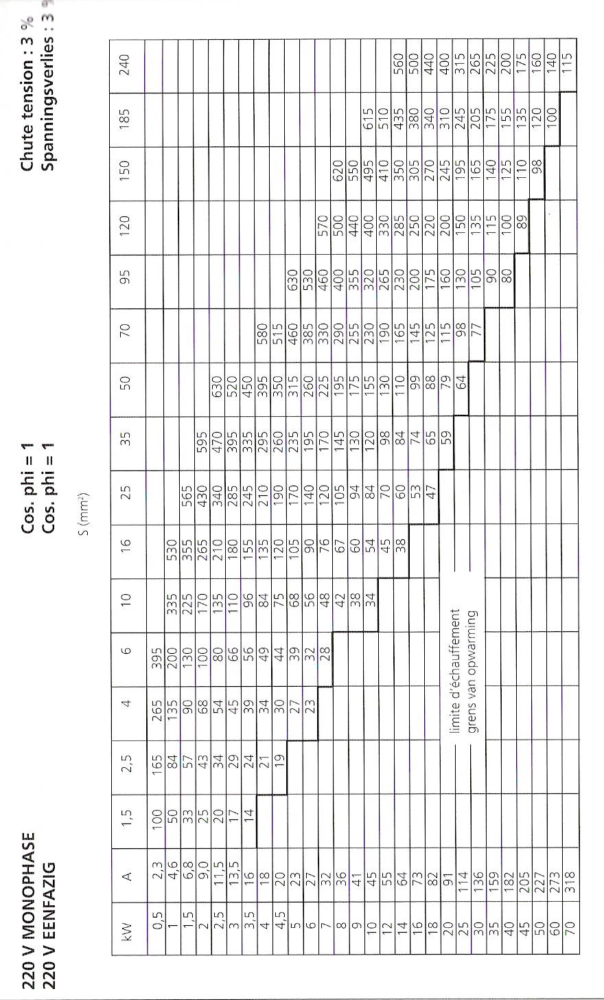 220 V MONOPHASE Cos. phi = 1 Chute tension : 3 %
220 V EENFAZIG Cos. phi = 1 Spanningsverlies : 3 %
S (mm²)
kW A 1,5 2,5 4 6 10 16 25 35 50 70 95 120 150 185 240
0,5 2,3 100 165 265 395
1 4,6 50 84 135 200 335 530
1,5 6,8 33 57 90 130 225 355 565
2 9,0 25 43 68 100 170 265 430 595
2,5 11,5 20 34 54 80 135 210 340 470 630
3 13,5 17 29 45 66 110 180 285 395 520
3,5 16 14 24 39 56 96 155 245 335 450
4 18 21 34 49 84 135 210 295 395 580
4,5 20 19 30 44 75 120 190 260 350 515
5 23 27 39 68 105 170 235 315 460 630
6 27 23 32 56 90 140 195 260 385 530
7 32 28 48 76 120 170 225 330 460 570
8 36 42 67 105 145 195 290 400 500 620
9 41 38 60 94 130 175 255 355 440 550
10 45 34 54 84 120 155 230 320 400 495 615
12 55 45 70 98 130 190 265 330 410 510
14 64 38 60 84 110 165 230 285 350 435 560
16 73 53 74 99 145 200 250 305 380 500
18 82 47 65 88 125 175 220 270 340 440
20 91 59 79 115 160 200 245 310 400
25 114 limite d'échauffement 64 98 130 150 195 245 315
30 136 grens van opwarming 77 105 135 165 205 265
35 159 90 115 140 175 225
40 182 80 100 125 155 200
45 205 89 110 135 175
50 227 98 120 160
60 273 100 140
70 318 115